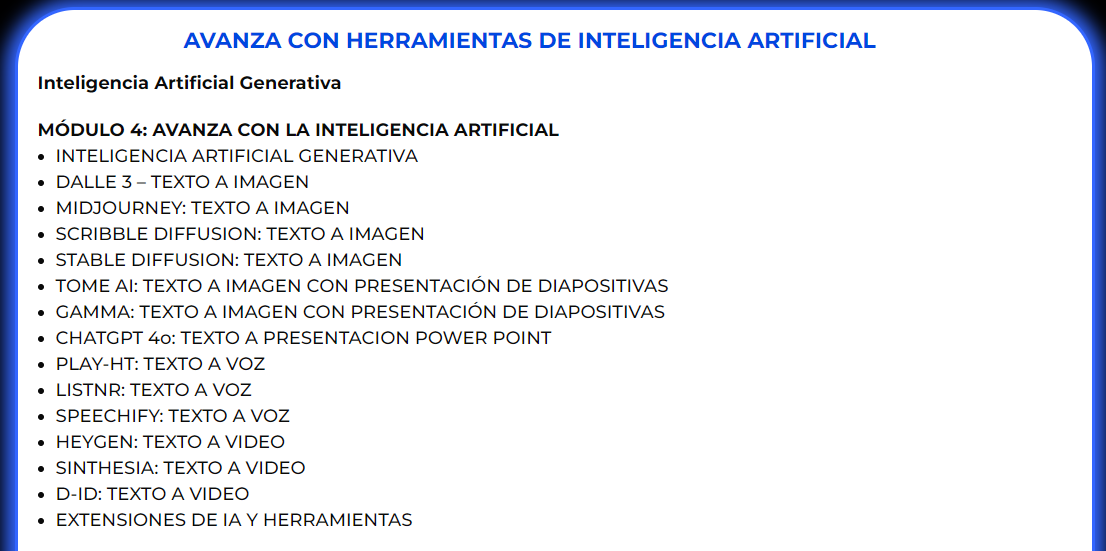 AVANZA CON HERRAMIENTAS DE INTELIGENCIA ARTIFICIAL
Inteligencia Artificial Generativa
MÓDULO 4: AVANZA CON LA INTELIGENCIA ARTIFICIAL
• INTELIGENCIA ARTIFICIAL GENERATIVA
• DALLE 3 – TEXTO A IMAGEN
• MIDJOURNEY: TEXTO A IMAGEN
• SCRIBBLE DIFFUSION: TEXTO A IMAGEN
• STABLE DIFFUSION: TEXTO A IMAGEN
• TOME AI: TEXTO A IMAGEN CON PRESENTACIÓN DE DIAPOSITIVAS
• GAMMA: TEXTO A IMAGEN CON PRESENTACIÓN DE DIAPOSITIVAS
• CHATGPT 4o: TEXTO A PRESENTACION POWER POINT
• PLAY-HT: TEXTO A VOZ
• LISTNR: TEXTO A VOZ
• SPEECHIFY: TEXTO A VOZ
• HEYGEN: TEXTO A VIDEO
• SINTHESIA: TEXTO A VIDEO
• D-ID: TEXTO A VIDEO
• EXTENSIONES DE IA Y HERRAMIENTAS